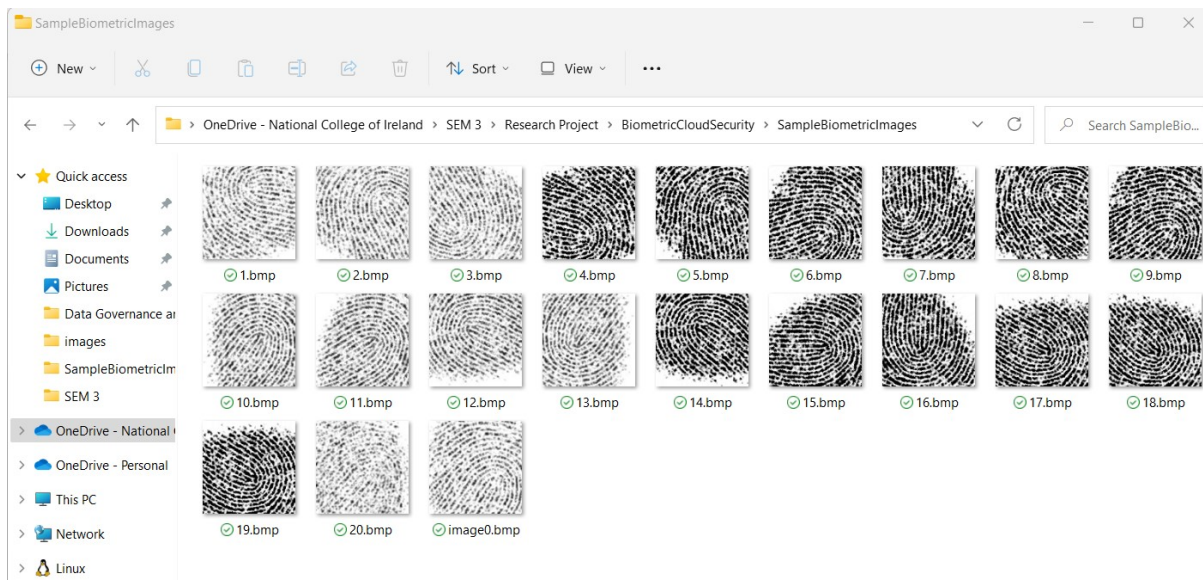 SampleBiometricImages
New Sort View
OneDrive - National College of Ireland > SEM 3 > Research Project > BiometricCloudSecurity > SampleBiometricImages
Search SampleBio...
Quick access
Desktop
Downloads
Documents
Pictures
Data Governance ar
images
SampleBiometricIm
SEM 3
OneDrive - National
OneDrive - Personal
This PC
Network
Linux
1.bmp 2.bmp 3.bmp 4.bmp 5.bmp 6.bmp 7.bmp 8.bmp 9.bmp
10.bmp 11.bmp 12.bmp 13.bmp 14.bmp 15.bmp 16.bmp 17.bmp 18.bmp
19.bmp 20.bmp image0.bmp